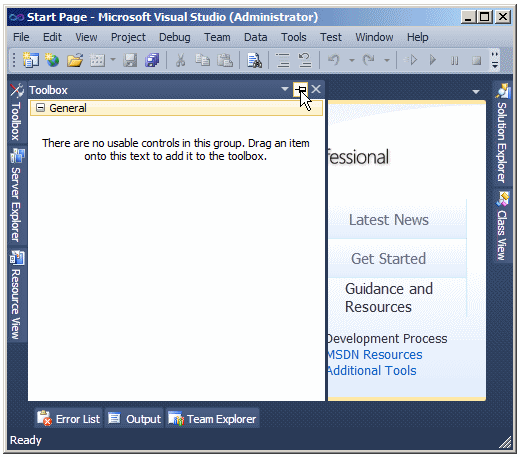 Start Page - Microsoft Visual Studio (Administrator)
File Edit View Project Debug Team Data Tools Test Window Help
Toolbox
General
There are no usable controls in this group. Drag an item
onto this text to add it to the toolbox.
Toolbox
Server Explorer
Resource View
fessional
Latest News
Get Started
Guidance and
Resources
Development Process
MSDN Resources
Additional Tools
Solution Explorer
Class View
Error List Output Team Explorer
Ready